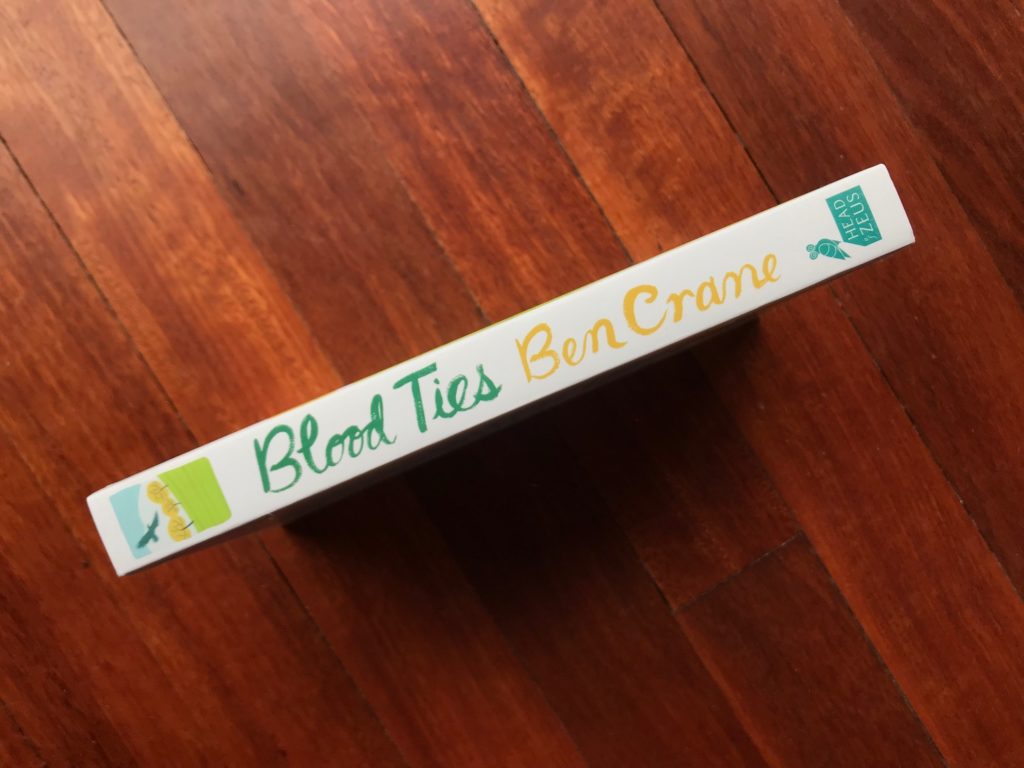 Blood Ties Ben Crane
HEAD
of ZEUS